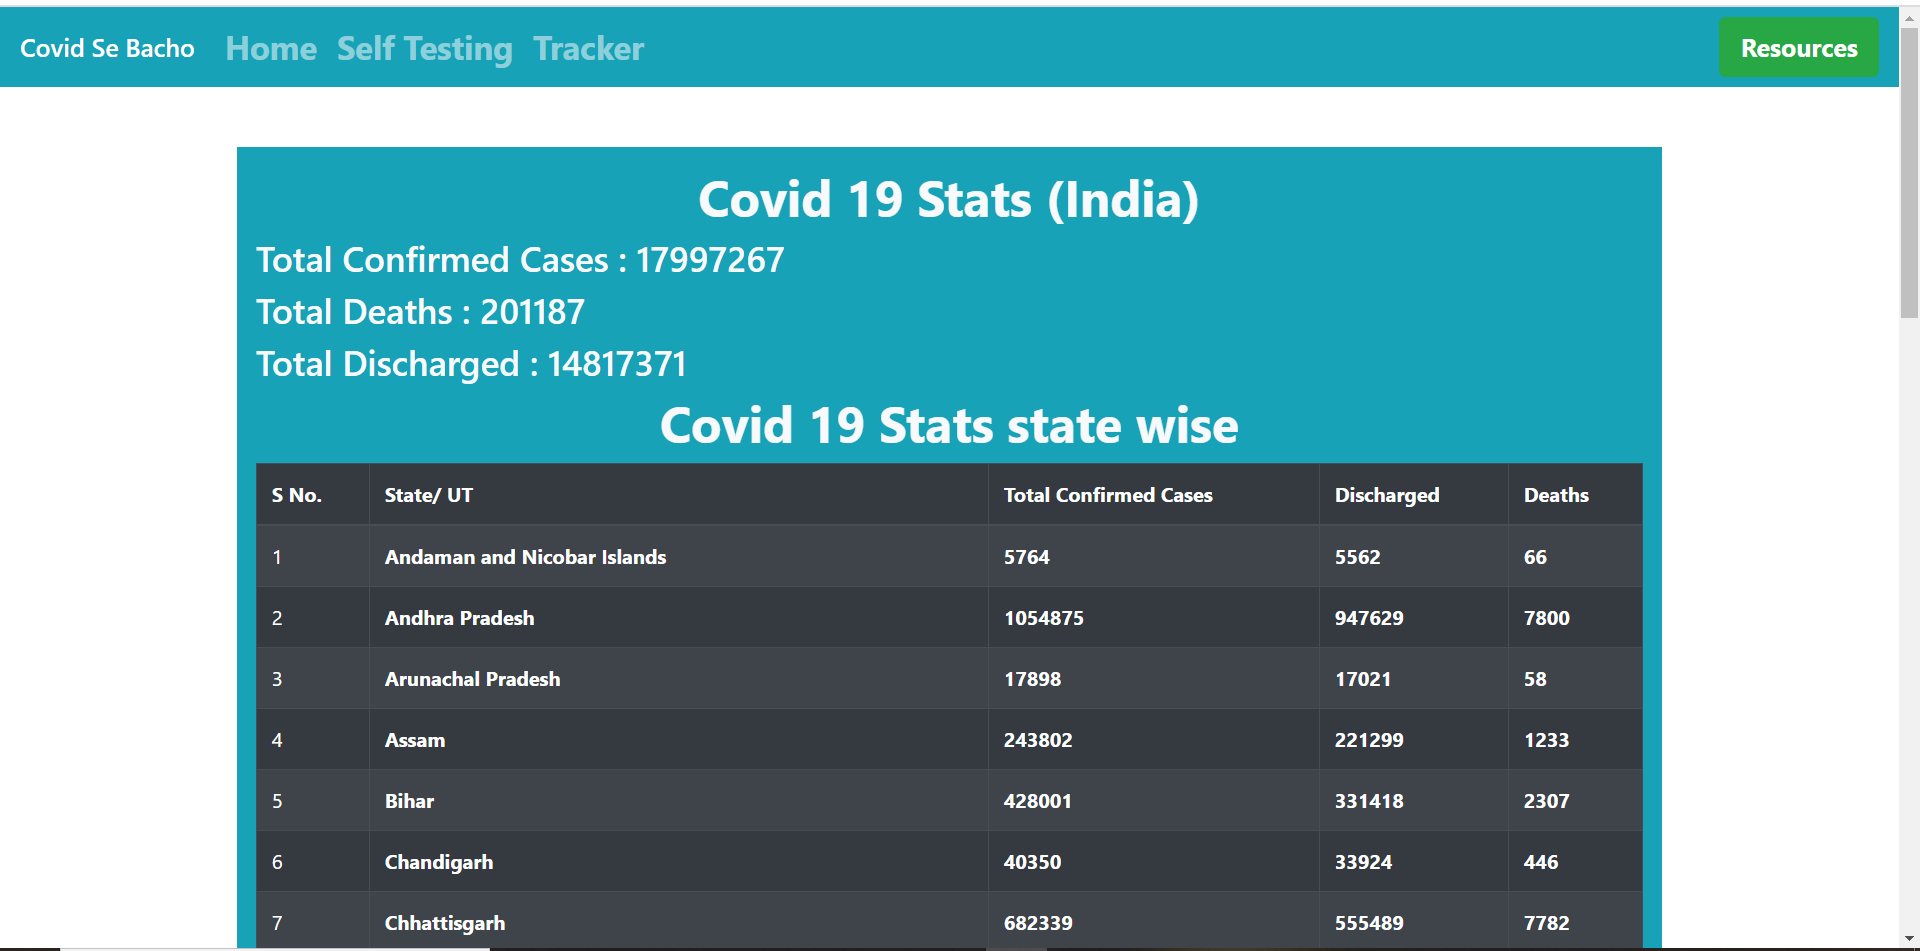 Covid Se Bacho Home Self Testing Tracker Resources
Covid 19 Stats (India)
Total Confirmed Cases : 17997267
Total Deaths : 201187
Total Discharged : 14817371
Covid 19 Stats state wise
S No. State/ UT Total Confirmed Cases Discharged Deaths
1 Andaman and Nicobar Islands 5764 5562 66
2 Andhra Pradesh 1054875 947629 7800
3 Arunachal Pradesh 17898 17021 58
4 Assam 243802 221299 1233
5 Bihar 428001 331418 2307
6 Chandigarh 40350 33924 446
7 Chhattisgarh 682339 555489 7782